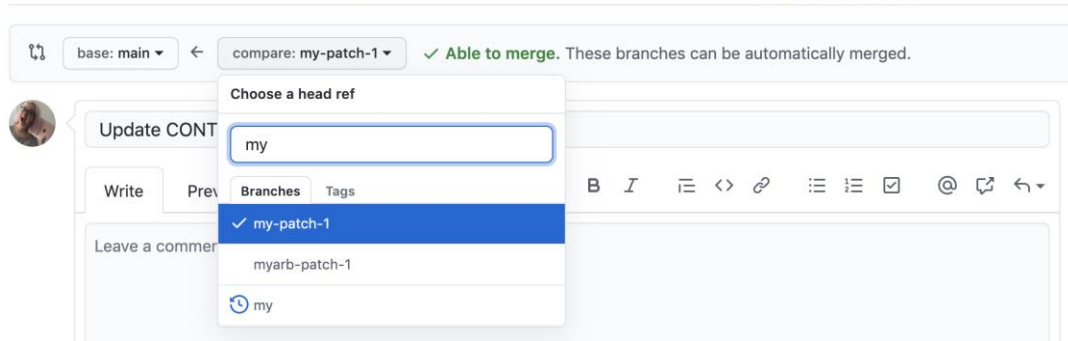 base: main
compare: my-patch-1
Able to merge. These branches can be automatically merged.
Choose a head ref
Update CONT
my
Write
Prev
Branches
Tags
my-patch-1
Leave a commen
myarb-patch-1
my